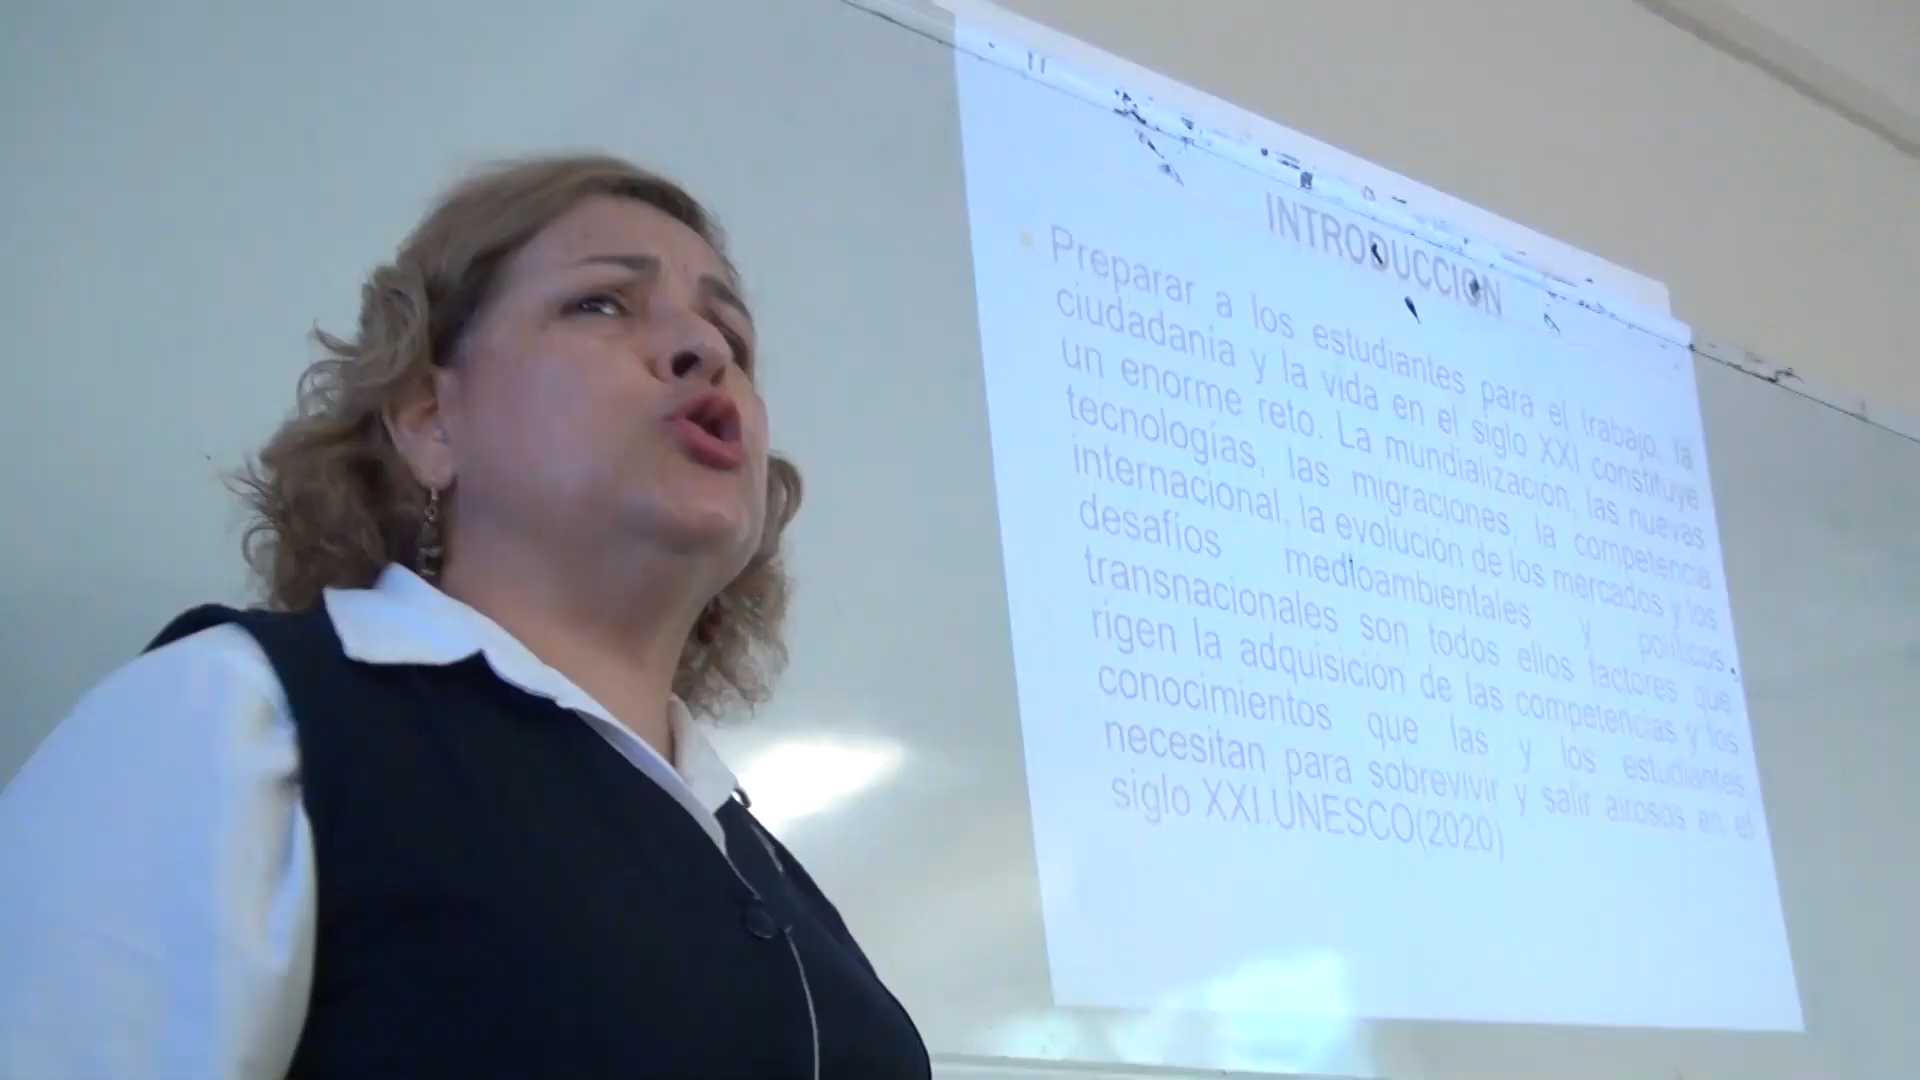 INTRODUCCION
Preparar a los estudiantes para el trabajo, la
ciudadanía y la vida en el siglo XXI constituye
un enorme reto. La mundialización, las nuevas
tecnologías, las migraciones, la competencia
internacional, la evolución de los mercados y los
desafíos medioambientales y políticos
transnacionales son todos ellos factores que
rigen la adquisición de las competencias y los
conocimientos que las y los estudiantes
necesitan para sobrevivir y salir airosos en el
siglo XXI.UNESCO(2020)